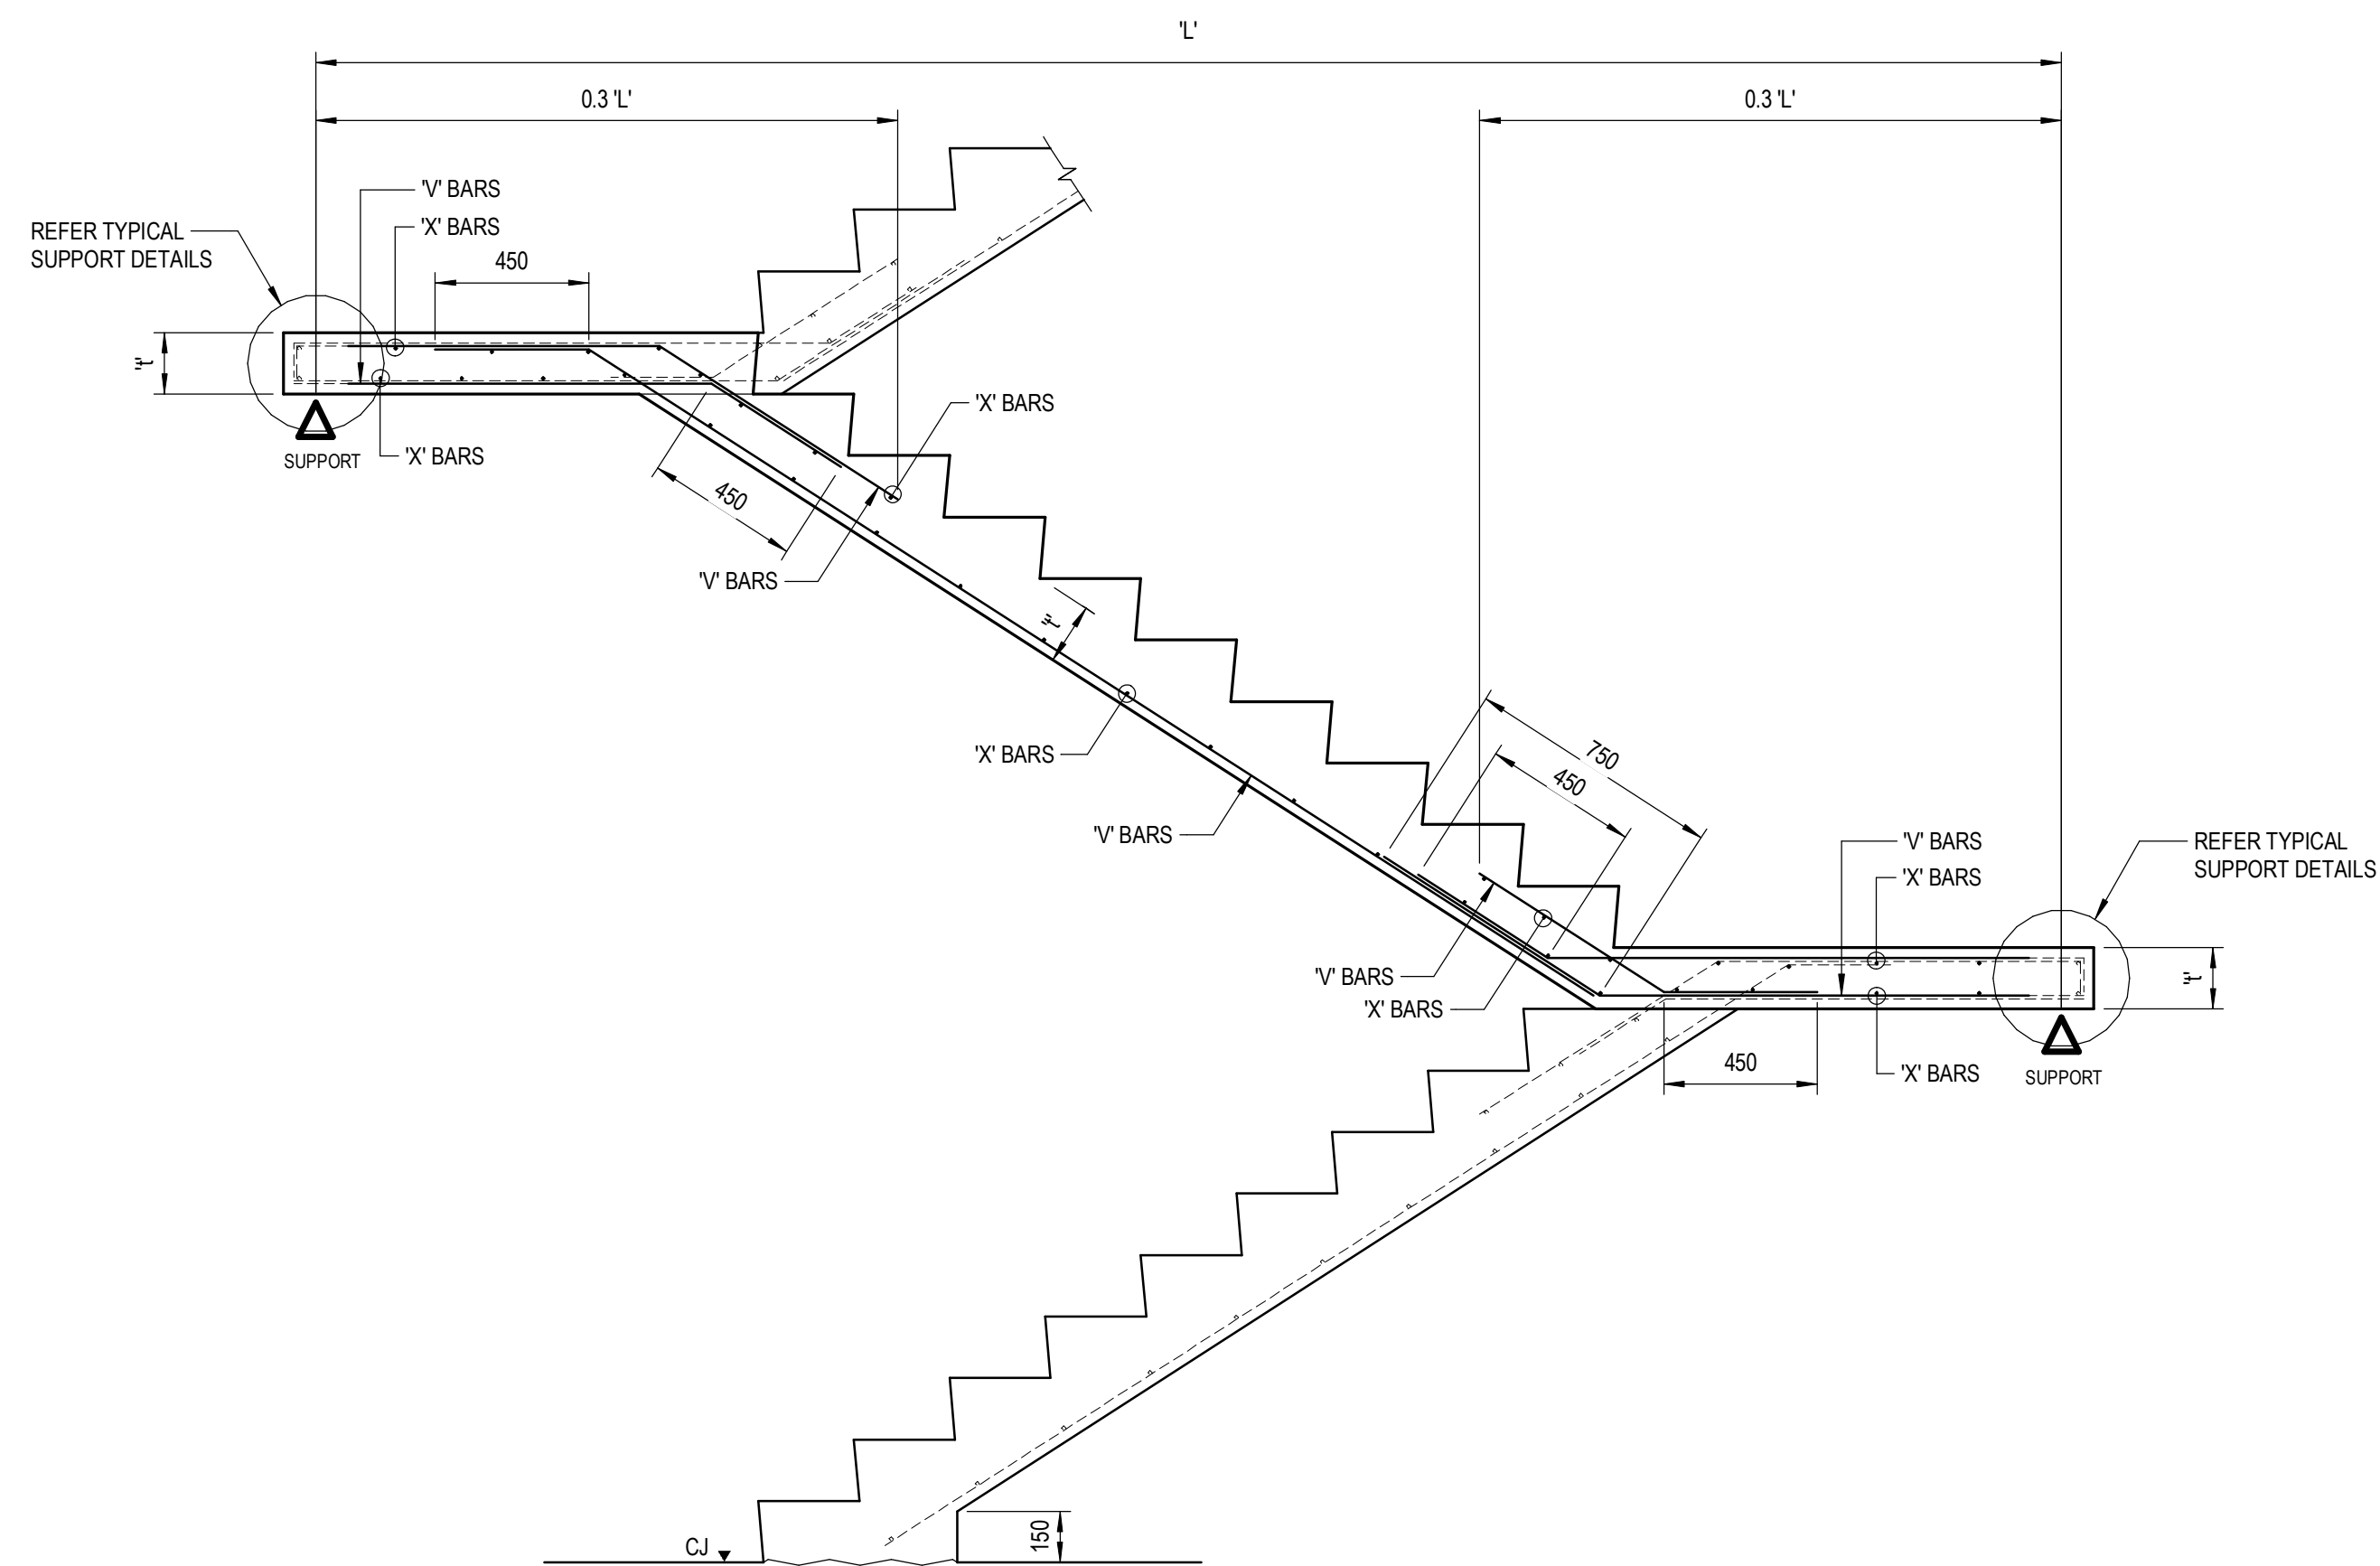 'L'
0.3 'L'
0.3 'L'
'V' BARS
'X' BARS
REFER TYPICAL
SUPPORT DETAILS
450
't'
'X' BARS
SUPPORT
'X' BARS
450
'V' BARS
't'
'X' BARS
750
450
'V' BARS
'V' BARS
'X' BARS
REFER TYPICAL
SUPPORT DETAILS
'V' BARS
't'
'X' BARS
450
'X' BARS
SUPPORT
150
CJ